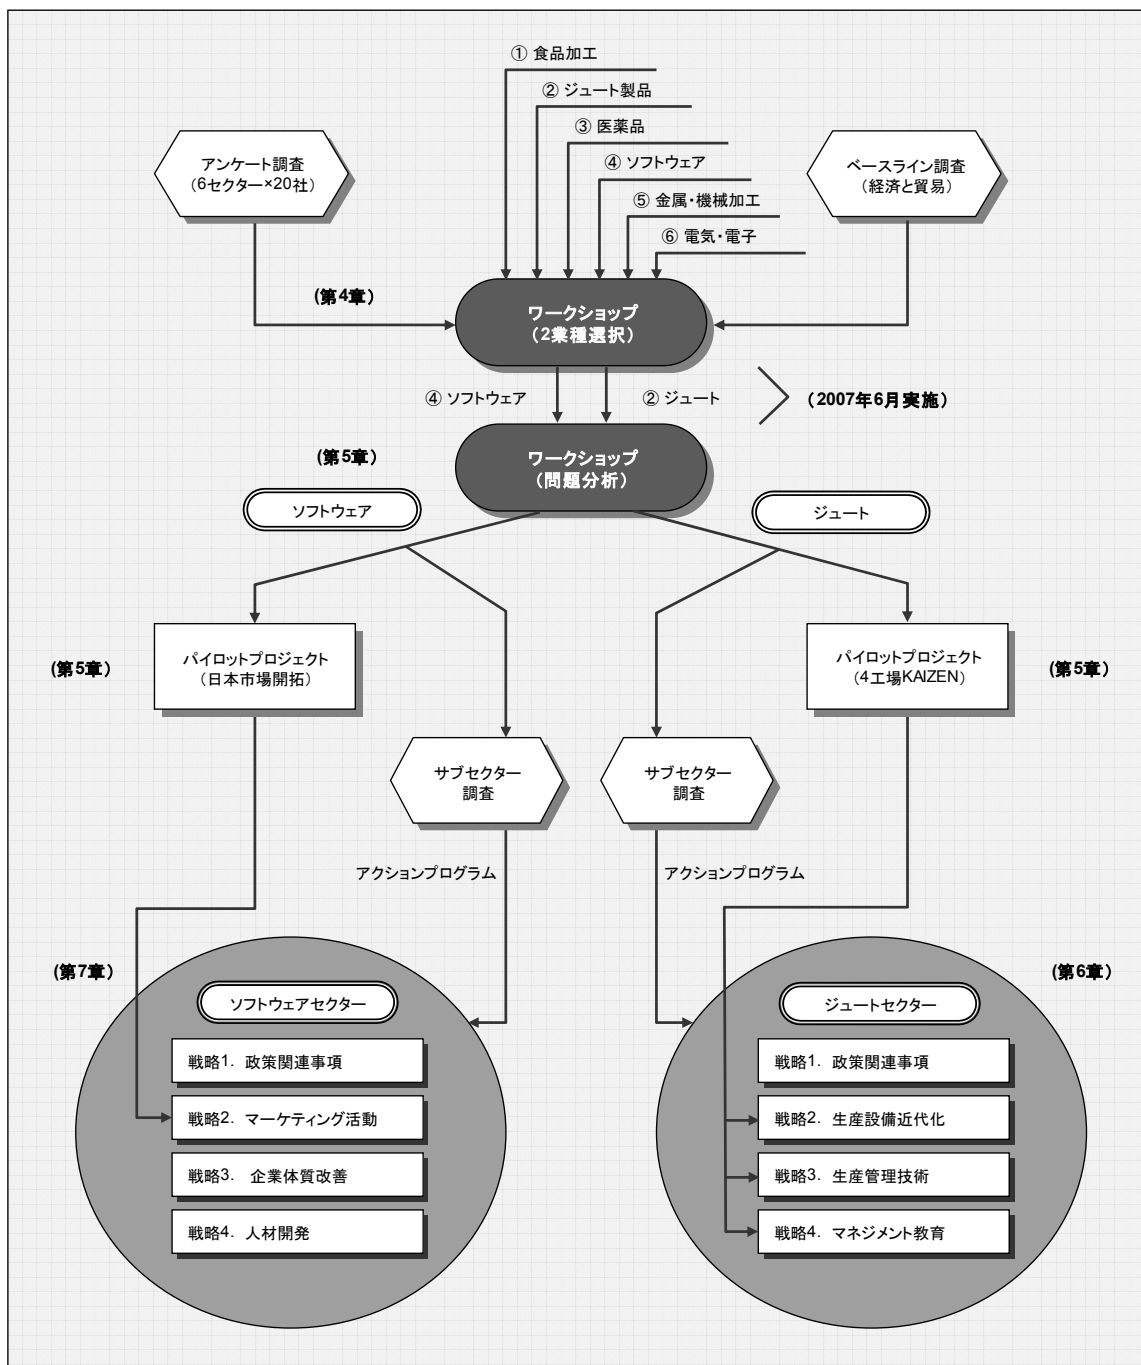 ① 食品加工
② ジュート製品
③ 医薬品
④ ソフトウェア
⑤ 金属・機械加工
⑥ 電気・電子
アンケート調査
(6セクター×20社)
ベースライン調査
(経済と貿易)
(第4章)
ワークショップ
(2業種選択)
④ ソフトウェア
② ジュート
(2007年6月実施)
(第5章)
ワークショップ
(問題分析)
ソフトウェア
ジュート
(第5章)
パイロットプロジェクト
(日本市場開拓)
パイロットプロジェクト
(4工場KAIZEN)
(第5章)
サブセクター
調査
サブセクター
調査
アクションプログラム
アクションプログラム
(第7章)
(第6章)
ソフトウェアセクター
戦略1. 政策関連事項
戦略2. マーケティング活動
戦略3. 企業体質改善
戦略4. 人材開発
ジュートセクター
戦略1. 政策関連事項
戦略2. 生産設備近代化
戦略3. 生産管理技術
戦略4. マネジメント教育